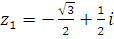 z₁ = −√3/2 + 1/2 i